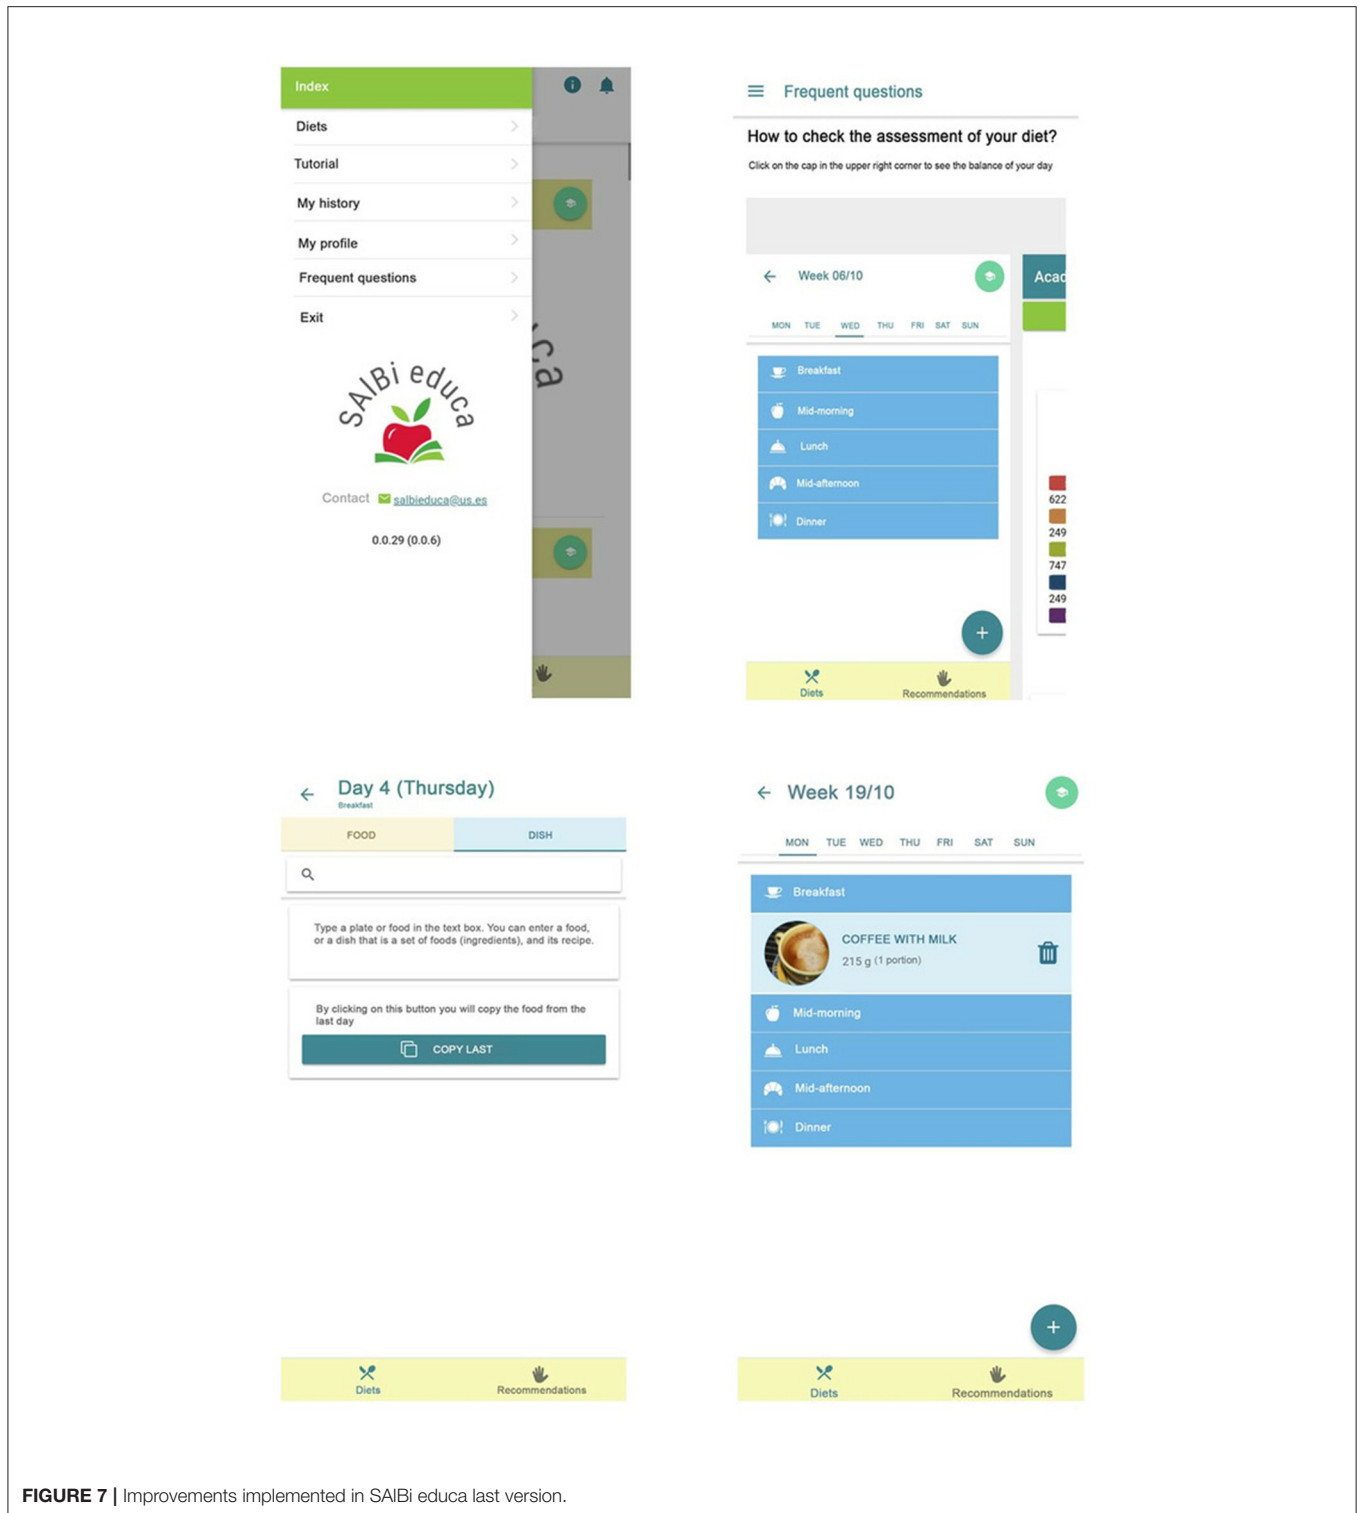 Index
Diets
Tutorial
My history
My profile
Frequent questions
Exit
SAlBi educa
Contact salbieduca@us.es
0.0.29 (0.0.6)
uca
Frequent questions
How to check the assessment of your diet?
Click on the cap in the upper right corner to see the balance of your day
Week 06/10
MON TUE WED THU FRI SAT SUN
Breakfast
Mid-morning
Lunch
Mid-afternoon
Dinner
Acad
622
249
747
249
Diets Recommendations
Day 4 (Thursday)
Breakfast
FOOD DISH
Type a plate or food in the text box. You can enter a food,
or a dish that is a set of foods (ingredients), and its recipe.
By clicking on this button you will copy the food from the
last day
COPY LAST
Diets Recommendations
Week 19/10
MON TUE WED THU FRI SAT SUN
Breakfast
COFFEE WITH MILK
215 g (1 portion)
Mid-morning
Lunch
Mid-afternoon
Dinner
Diets Recommendations
FIGURE 7 | Improvements implemented in SAlBi educa last version.